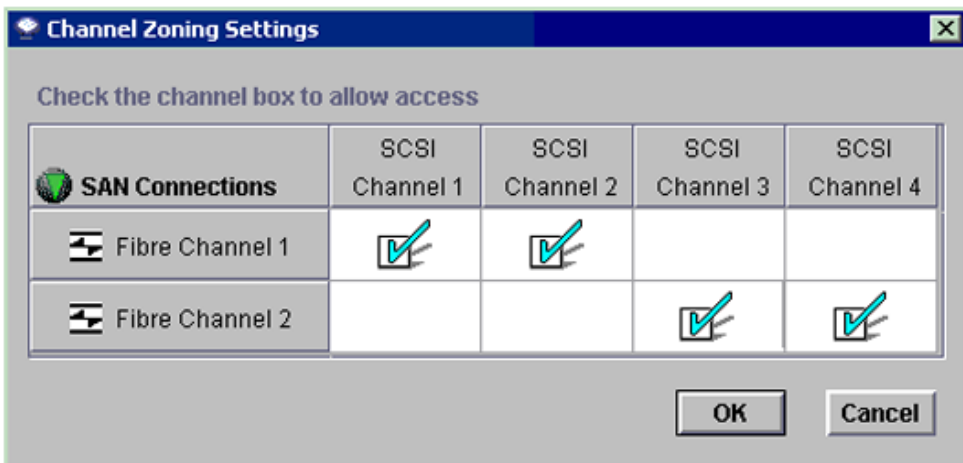 Channel Zoning Settings
Check the channel box to allow access
SAN Connections
SCSI Channel 1
SCSI Channel 2
SCSI Channel 3
SCSI Channel 4
Fibre Channel 1
Fibre Channel 2
OK
Cancel